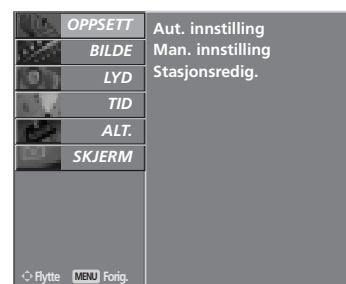 OPPSETT
BILDE
LYD
TID
ALT.
SKJERM
Aut. innstilling
Man. innstilling
Stasjonsredig.
Flytte MENU Forig.